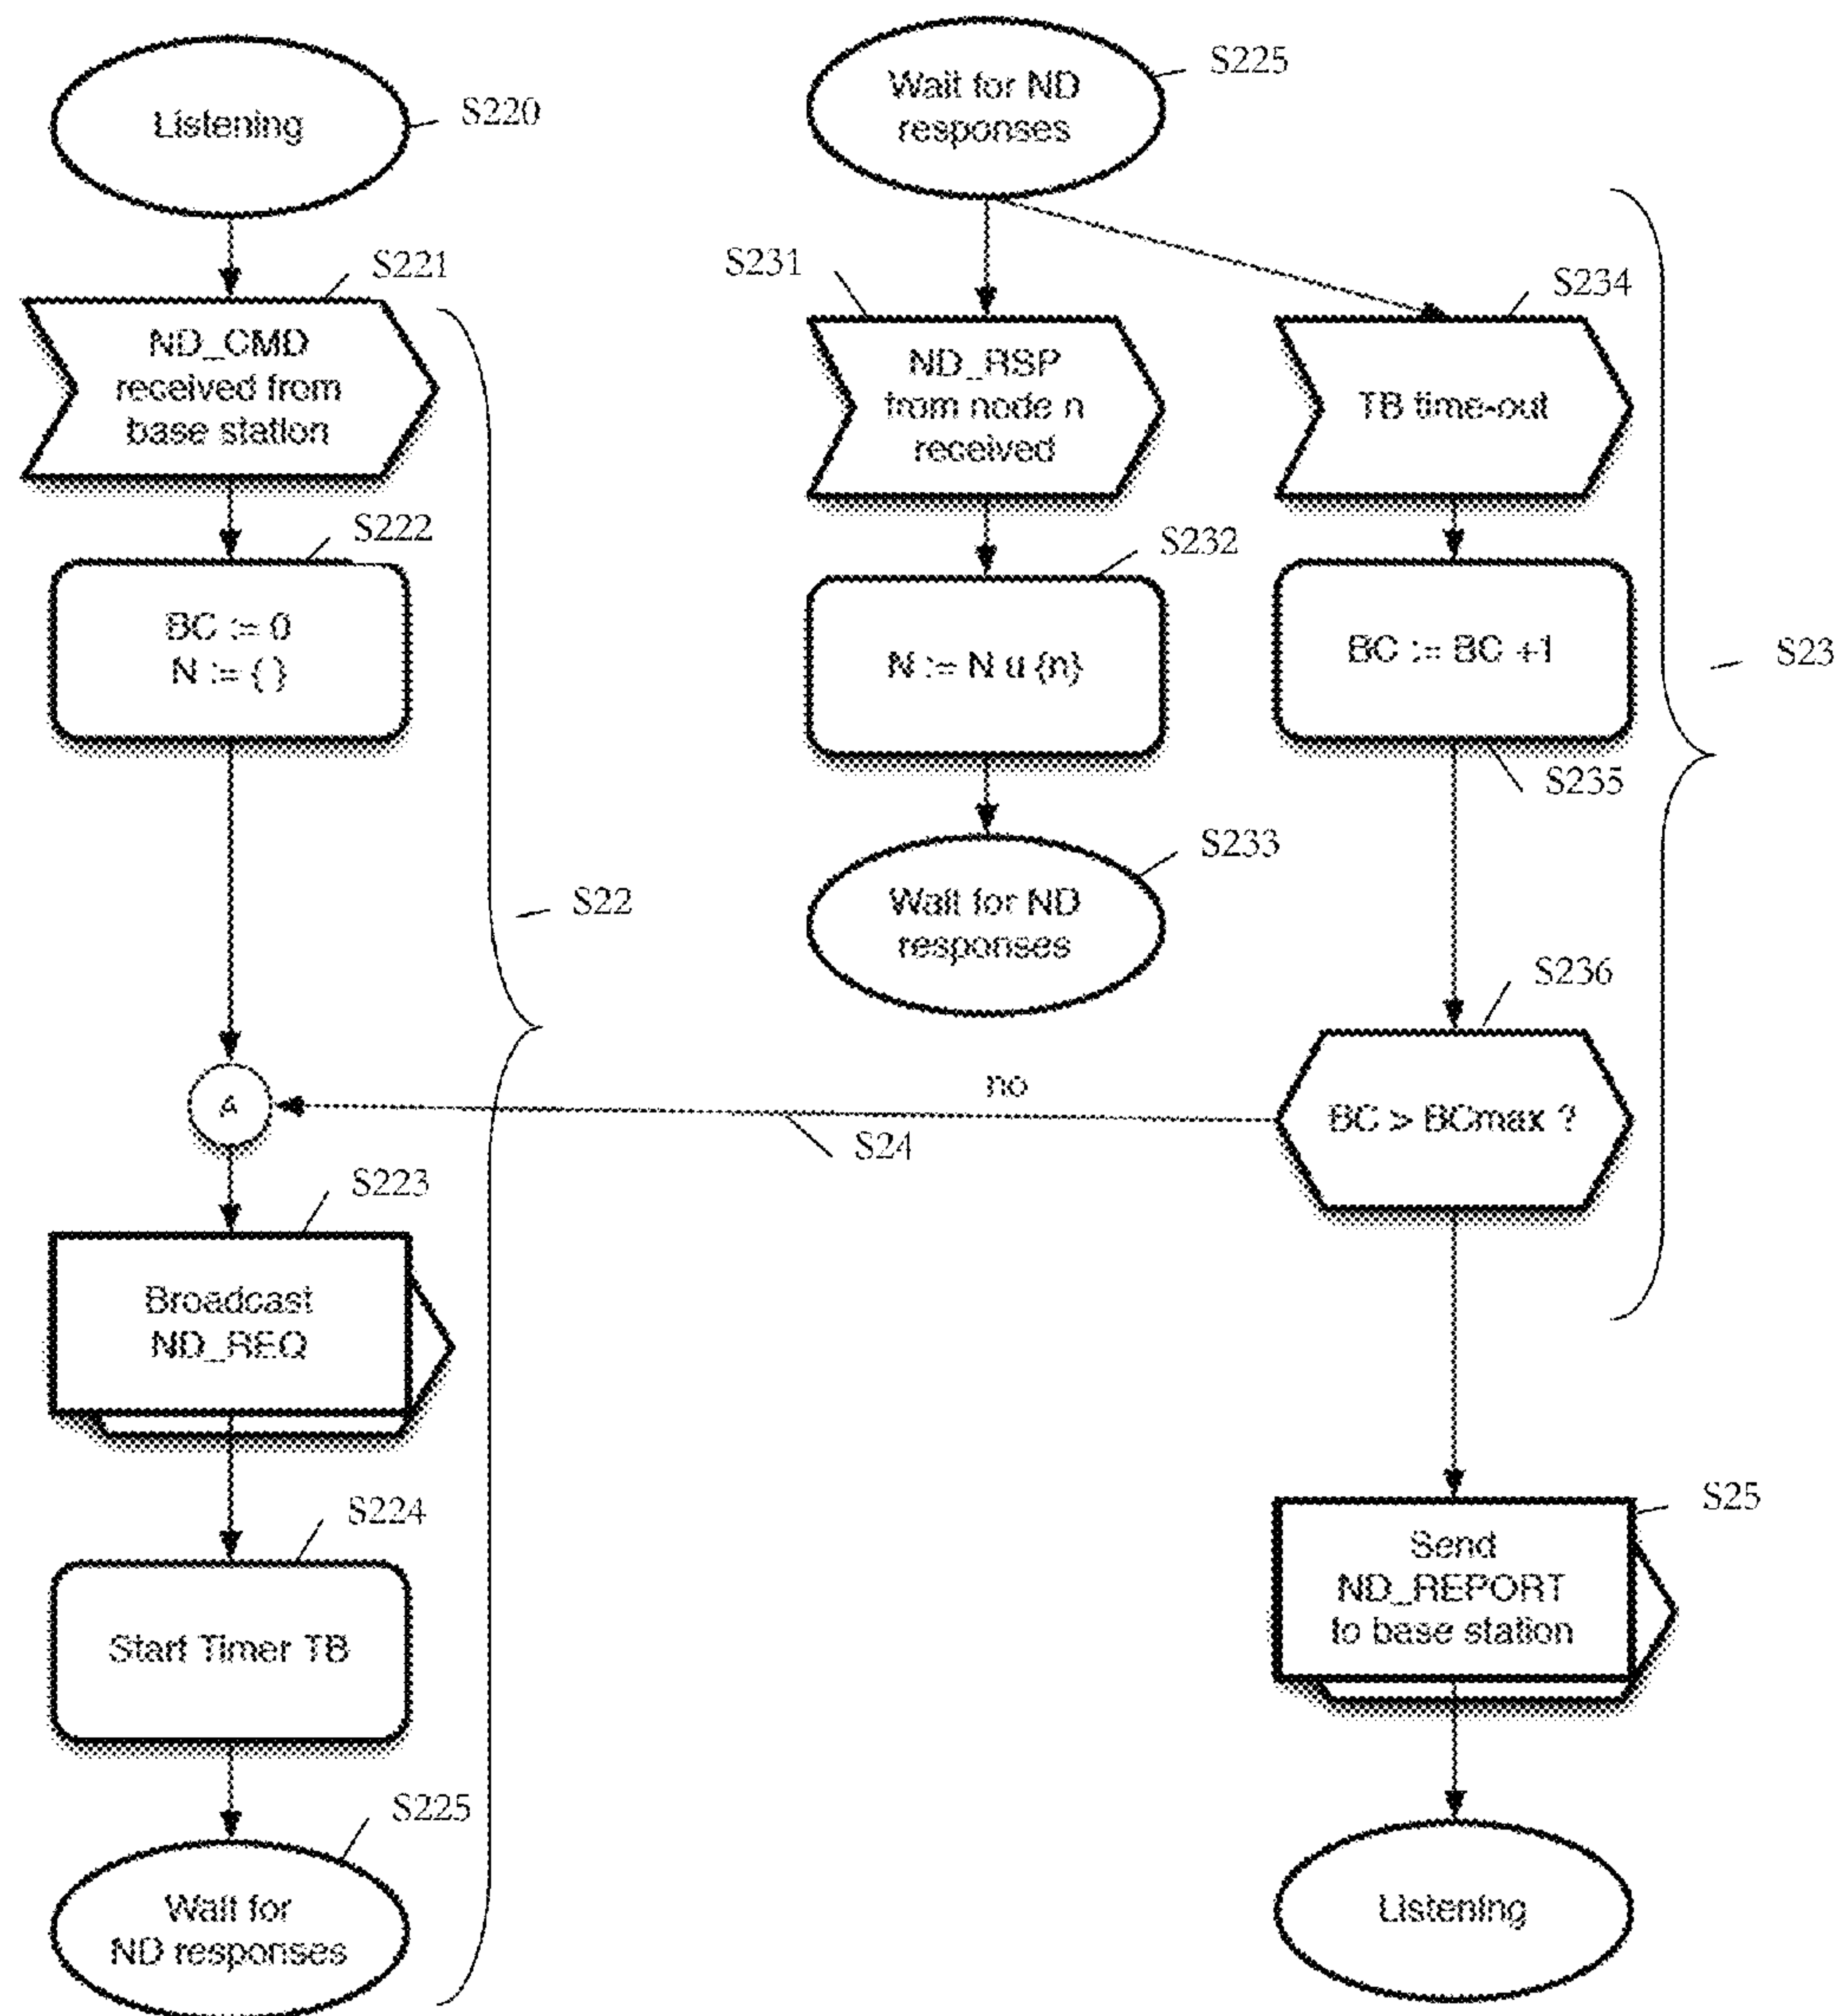 Listening
S220
S221
ND_CMD
received from
base station
S222
BC := 0
N := { }
S22
A
S223
Broadcast
ND_REQ
S224
Start Timer TB
S225
Wait for
ND responses
Wait for ND
responses
S225
S231
ND_RSP
from node n
received
S232
N := N u {n}
S233
Wait for ND
responses
S234
TB time-out
BC := BC +1
S235
S23
S236
BC > BCmax ?
no
S24
S25
Send
ND_REPORT
to base station
Listening